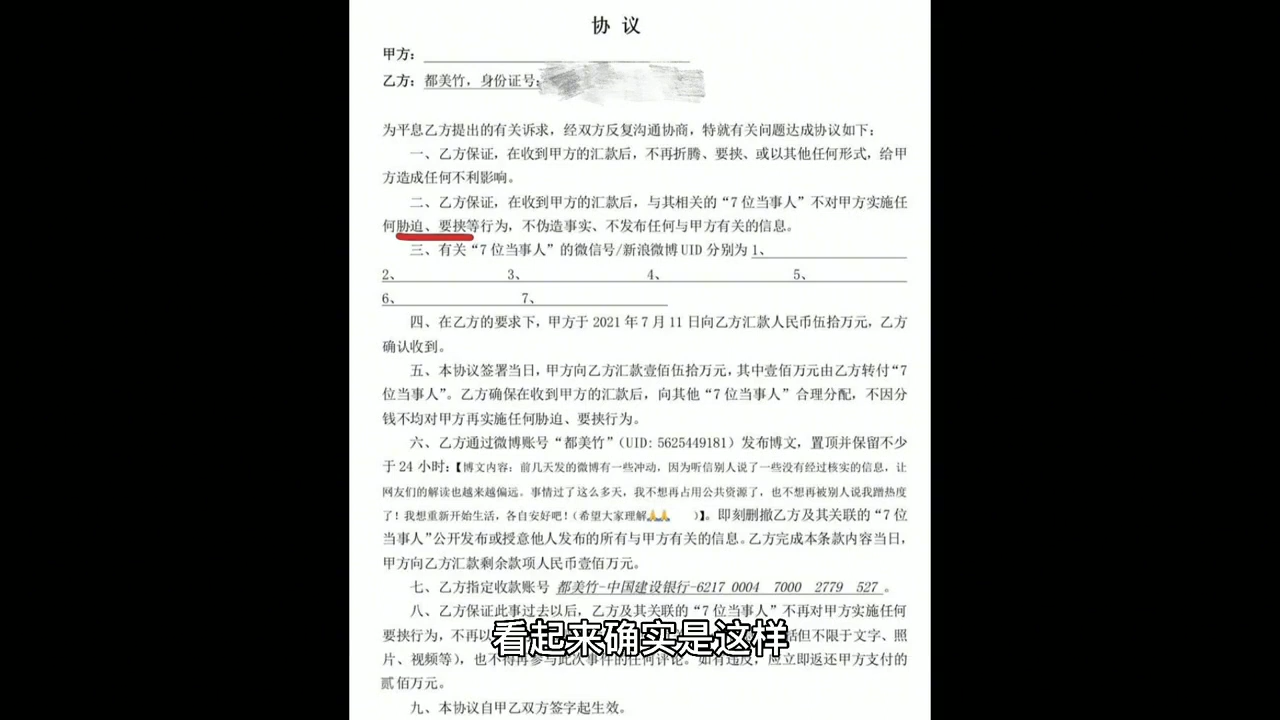 协 议
甲方：
乙方：都美竹，身份证号：
为平息乙方提出的有关诉求，经双方反复沟通协商，特就有关问题达成协议如下：
一、乙方保证，在收到甲方的汇款后，不再折腾、要挟、或以其他任何形式，给甲
方造成任何不利影响。
二、乙方保证，在收到甲方的汇款后，与其相关的“7 位当事人”不对甲方实施任
何胁迫、要挟等行为，不伪造事实、不发布任何与甲方有关的信息。
三、有关“7 位当事人”的微信号/新浪微博 UID 分别为 1、
2、 3、 4、 5、
6、 7、
四、在乙方的要求下，甲方于 2021 年 7 月 11 日向乙方汇款人民币伍拾万元，乙方
确认收到。
五、本协议签署当日，甲方向乙方汇款壹佰伍拾万元，其中壹佰万元由乙方转付“7
位当事人”。乙方确保在收到甲方的汇款后，向其他“7 位当事人”合理分配，不因分
钱不均对甲方再实施任何胁迫、要挟行为。
六、乙方通过微博账号“都美竹”（UID: 5625449181）发布博文，置顶并保留不少
于 24 小时：【博文内容：前几天发的微博有一些冲动，因为听信别人说了一些没有经过核实的信息，让
网友们的解读也越来越偏远。事情过了这么多天，我不想再占用公共资源了，也不想再被别人说我蹭热度
了！我想重新开始生活，各自安好吧！（希望大家理解🙏🙏 ）】。即刻删撤乙方及其关联的“7 位
当事人”公开发布或授意他人发布的所有与甲方有关的信息。乙方完成本条款内容当日，
甲方向乙方汇款剩余款项人民币壹佰万元。
七、乙方指定收款账号 都美竹-中国建设银行-6217 0004 7000 2779 527 。
八、乙方保证此事过去以后，乙方及其关联的“7 位当事人”不再对甲方实施任何
要挟行为，不再以 括但不限于文字、照
看起来确实是这样
片、视频等），也不得再参与此次事件的任何评论。如有违反，应立即返还甲方支付的
贰佰万元。
九、本协议自甲乙双方签字起生效。